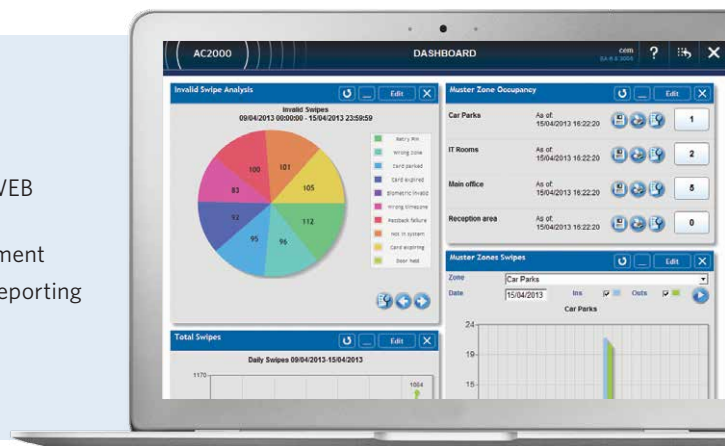 WEB
ment
eporting
AC2000
DASHBOARD
cem
?
X
Invalid Swipe Analysis
Edit
X
Invalid Swipes
09/04/2013 00:00:00 - 15/04/2013 23:59:59
100
101
105
83
92
112
95
96
Retry PIN
Wrong zone
Card parked
Card expired
Biometric Invalid
Wrong timezone
Passback failure
Not in system
Card expiring
Door held
Total Swipes
Edit
X
Daily Swipes 09/04/2013-15/04/2013
1170
1064
Muster Zone Occupancy
Edit
X
Car Parks
As of:
15/04/2013 16:22:20
1
IT Rooms
As of:
15/04/2013 16:22:20
2
Main office
As of:
15/04/2013 16:22:20
5
Reception area
As of:
15/04/2013 16:22:20
0
Muster Zones Swipes
Edit
X
Zone
Car Parks
Date
15/04/2013
Ins
Outs
Car Parks
24
19
15